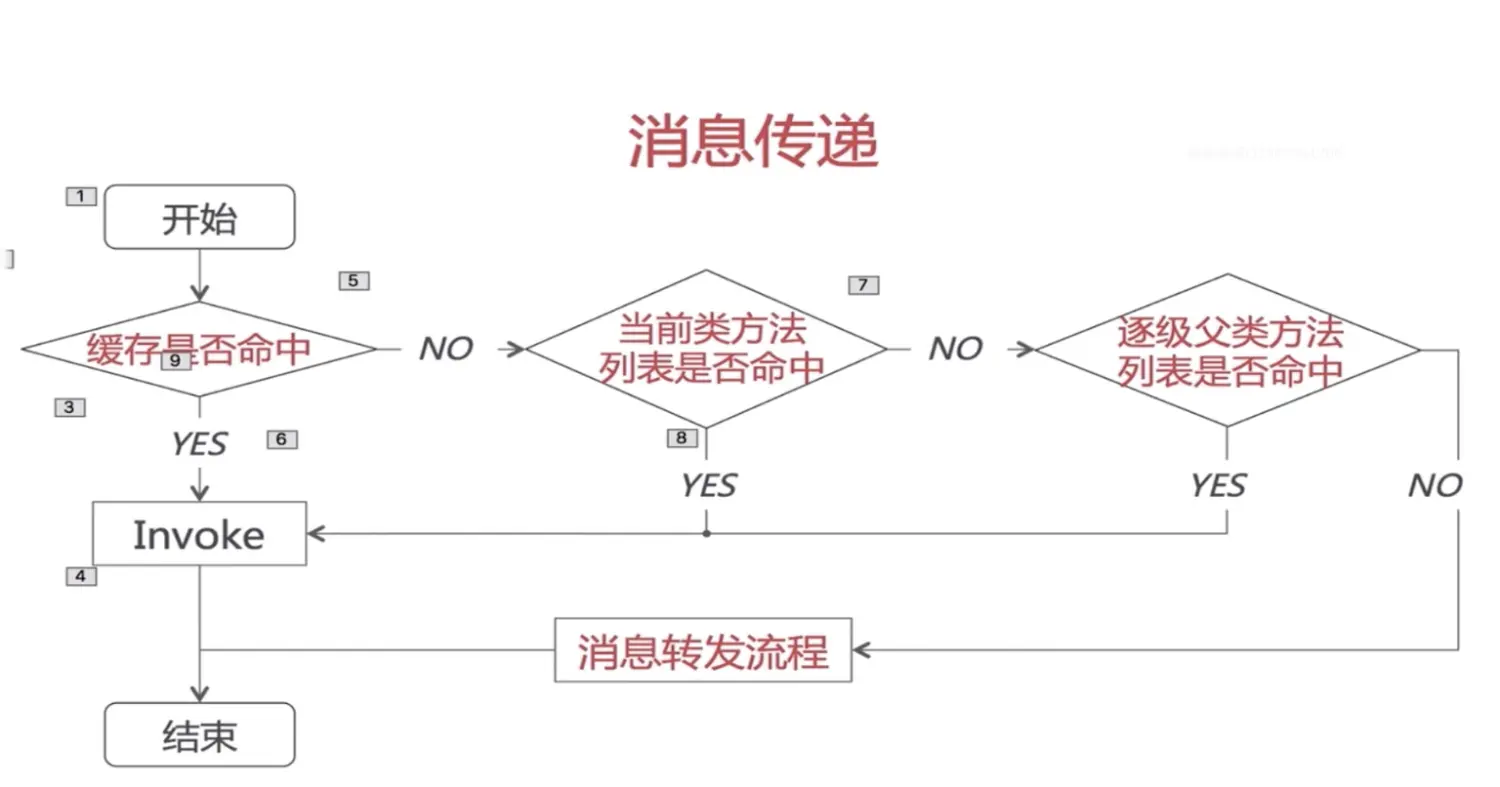 消息传递
1
开始
5
7
缓存是否命中
9
NO
当前类方法
列表是否命中
NO
逐级父类方法
列表是否命中
3
YES
6
8
YES
YES
NO
Invoke
4
消息转发流程
结束